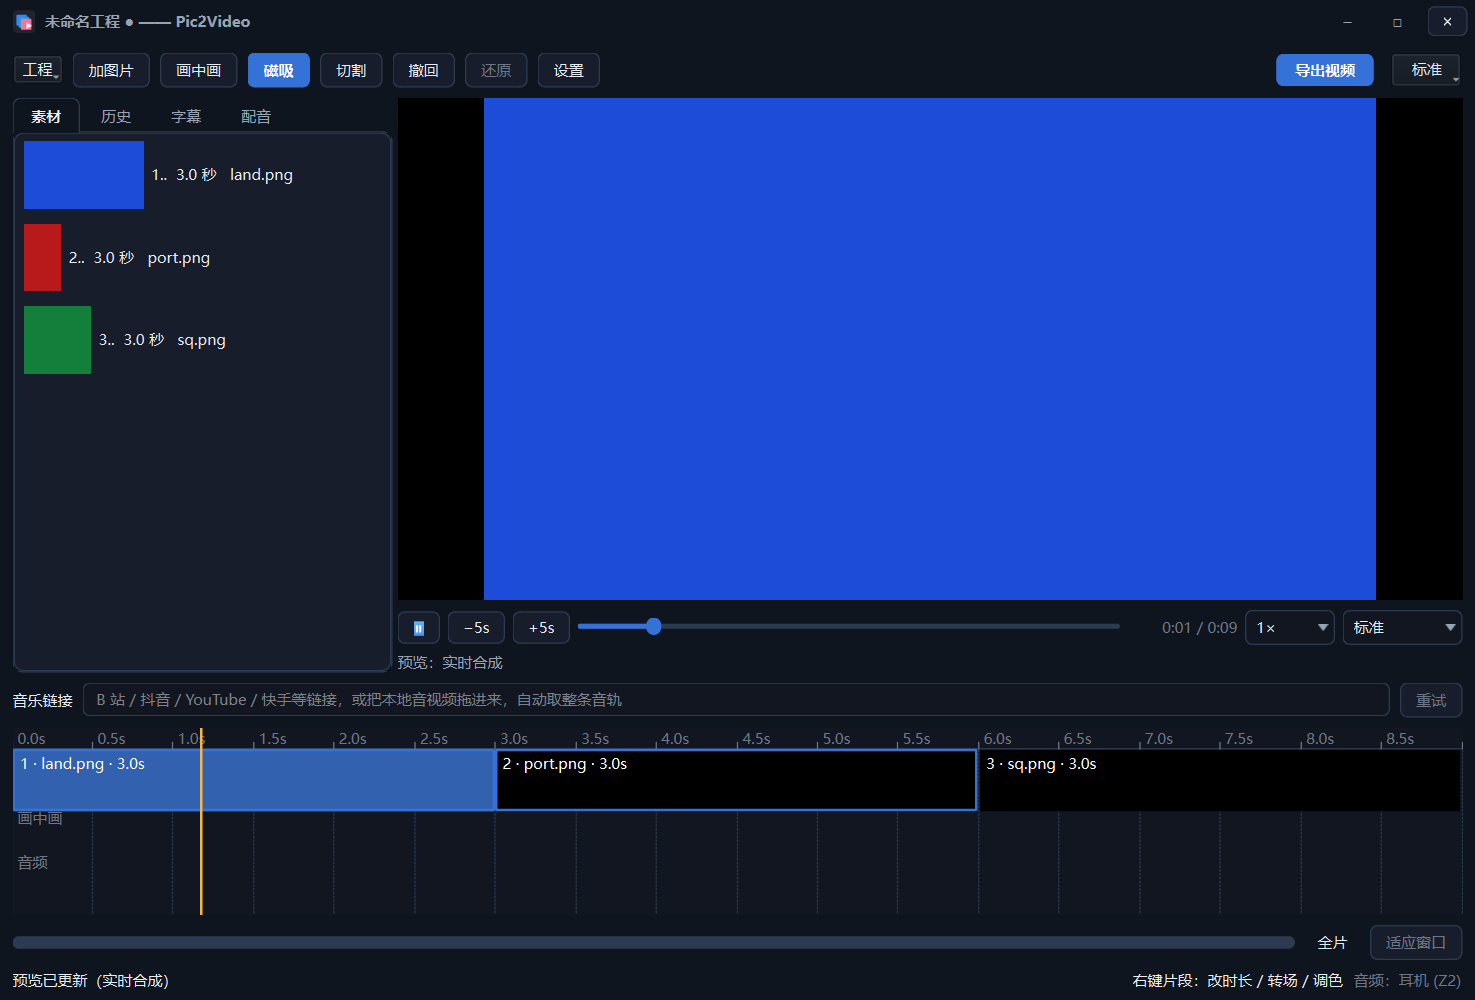 未命名工程 ● —— Pic2Video
工程 加图片 画中画 磁吸 切割 撤回 还原 设置 导出视频 标准
素材 历史 字幕 配音
1.. 3.0 秒 land.png
2.. 3.0 秒 port.png
3.. 3.0 秒 sq.png
−5s +5s 0:01 / 0:09 1× 标准
预览：实时合成
音乐链接 B 站 / 抖音 / YouTube / 快手等链接，或把本地音视频拖进来，自动取整条音轨 重试
0.0s 0.5s 1.0s 1.5s 2.0s 2.5s 3.0s 3.5s 4.0s 4.5s 5.0s 5.5s 6.0s 6.5s 7.0s 7.5s 8.0s 8.5s
1 · land.png · 3.0s 2 · port.png · 3.0s 3 · sq.png · 3.0s
画中画
音频
全片 适应窗口
预览已更新（实时合成） 右键片段：改时长 / 转场 / 调色 音频：耳机 (Z2)